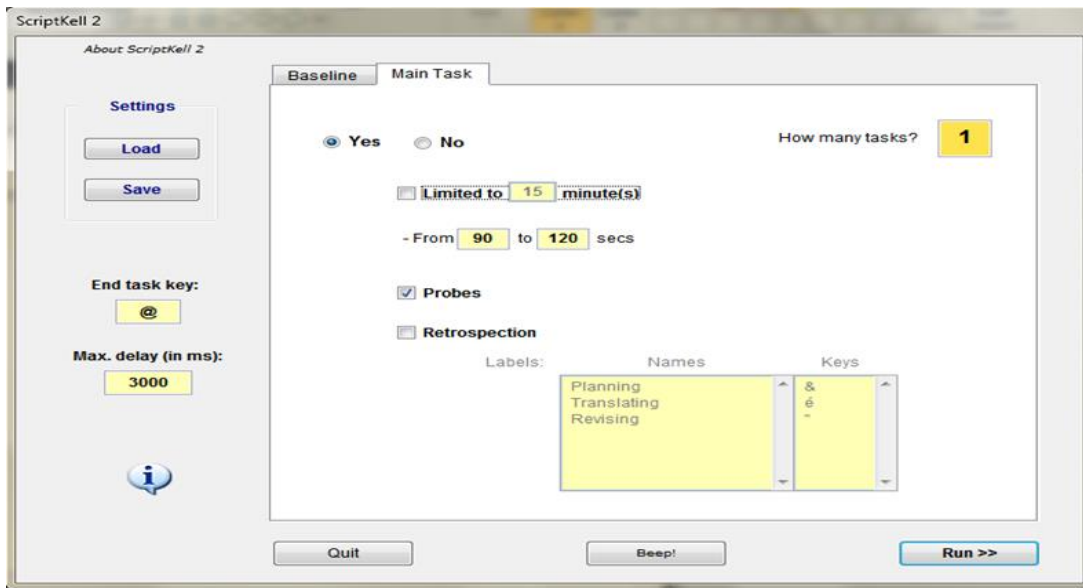 ScriptKell 2
About ScriptKell 2
Settings
Load
Save
End task key:
@
Max. delay (in ms):
3000
Baseline
Main Task
Yes
No
How many tasks?
1
Limited to 15 minute(s)
- From 90 to 120 secs
Probes
Retrospection
Labels: Names Keys
Planning &
Translating é
Revising "
Quit
Beep!
Run >>